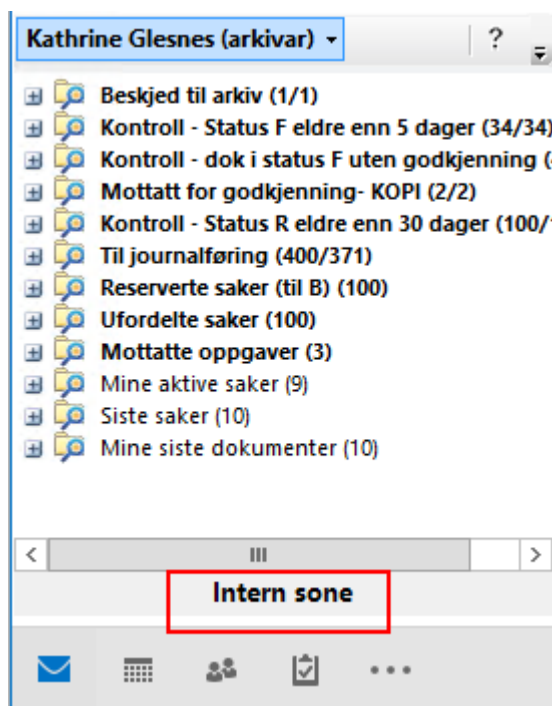 Kathrine Glesnes (arkivar)
?
Beskjed til arkiv (1/1)
Kontroll - Status F eldre enn 5 dager (34/34)
Kontroll - dok i status F uten godkjenning (
Mottatt for godkjenning- KOPI (2/2)
Kontroll - Status R eldre enn 30 dager (100/
Til journalføring (400/371)
Reserverte saker (til B) (100)
Ufordelte saker (100)
Mottatte oppgaver (3)
Mine aktive saker (9)
Siste saker (10)
Mine siste dokumenter (10)
Intern sone